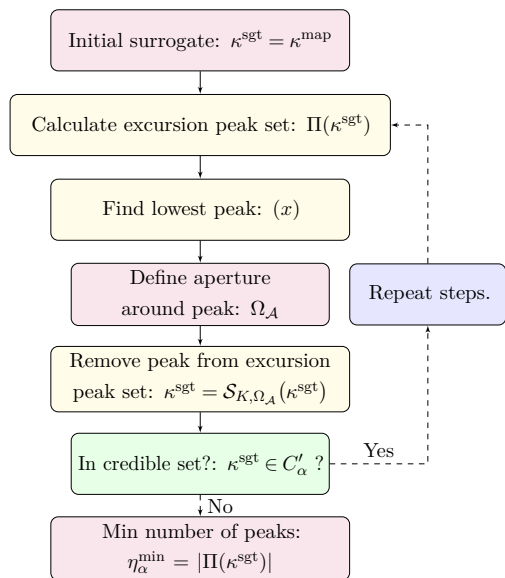 Initial surrogate: κ^sgt = κ^map
Calculate excursion peak set: Π(κ^sgt)
Find lowest peak: (x)
Define aperture
around peak: Ω_𝒜
Repeat steps.
Remove peak from excursion
peak set: κ^sgt = 𝒮_{K,Ω_𝒜}(κ^sgt)
In credible set?: κ^sgt ∈ C′_α ?
Yes
No
Min number of peaks:
η_α^min = |Π(κ^sgt)|